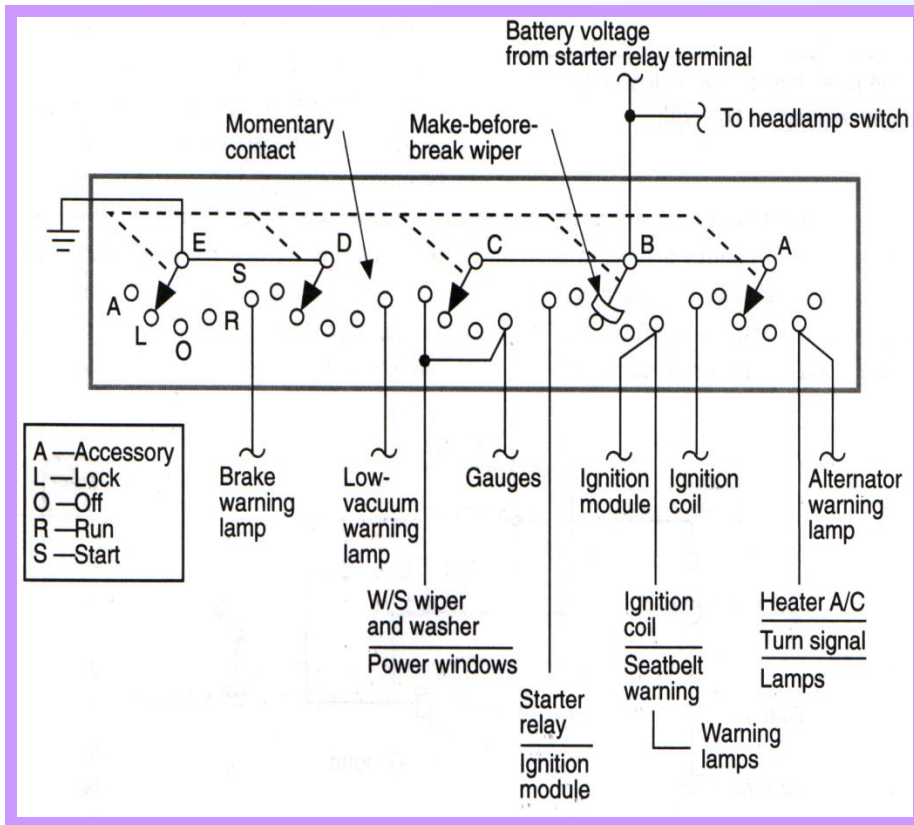 Battery voltage
from starter relay terminal
To headlamp switch
Momentary
contact
Make-before-
break wiper
E
D
C
B
A
S
A
L
R
O
A —Accessory
L —Lock
O —Off
R —Run
S —Start
Brake
warning
lamp
Low-
vacuum
warning
lamp
Gauges
Ignition
module
Ignition
coil
Alternator
warning
lamp
W/S wiper
and washer
Power windows
Starter
relay
Ignition
module
Ignition
coil
Seatbelt
warning
Warning
lamps
Heater A/C
Turn signal
Lamps